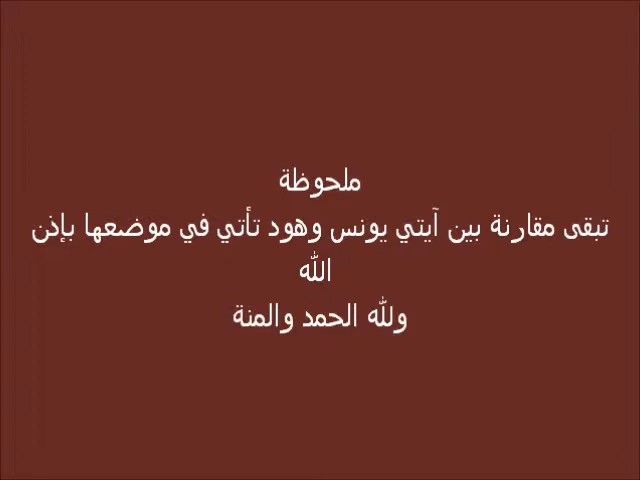 ملحوظة
تبقى مقارنة بين آيتي يونس وهود تأتي في موضعها بإذن
الله
ولله الحمد والمنة